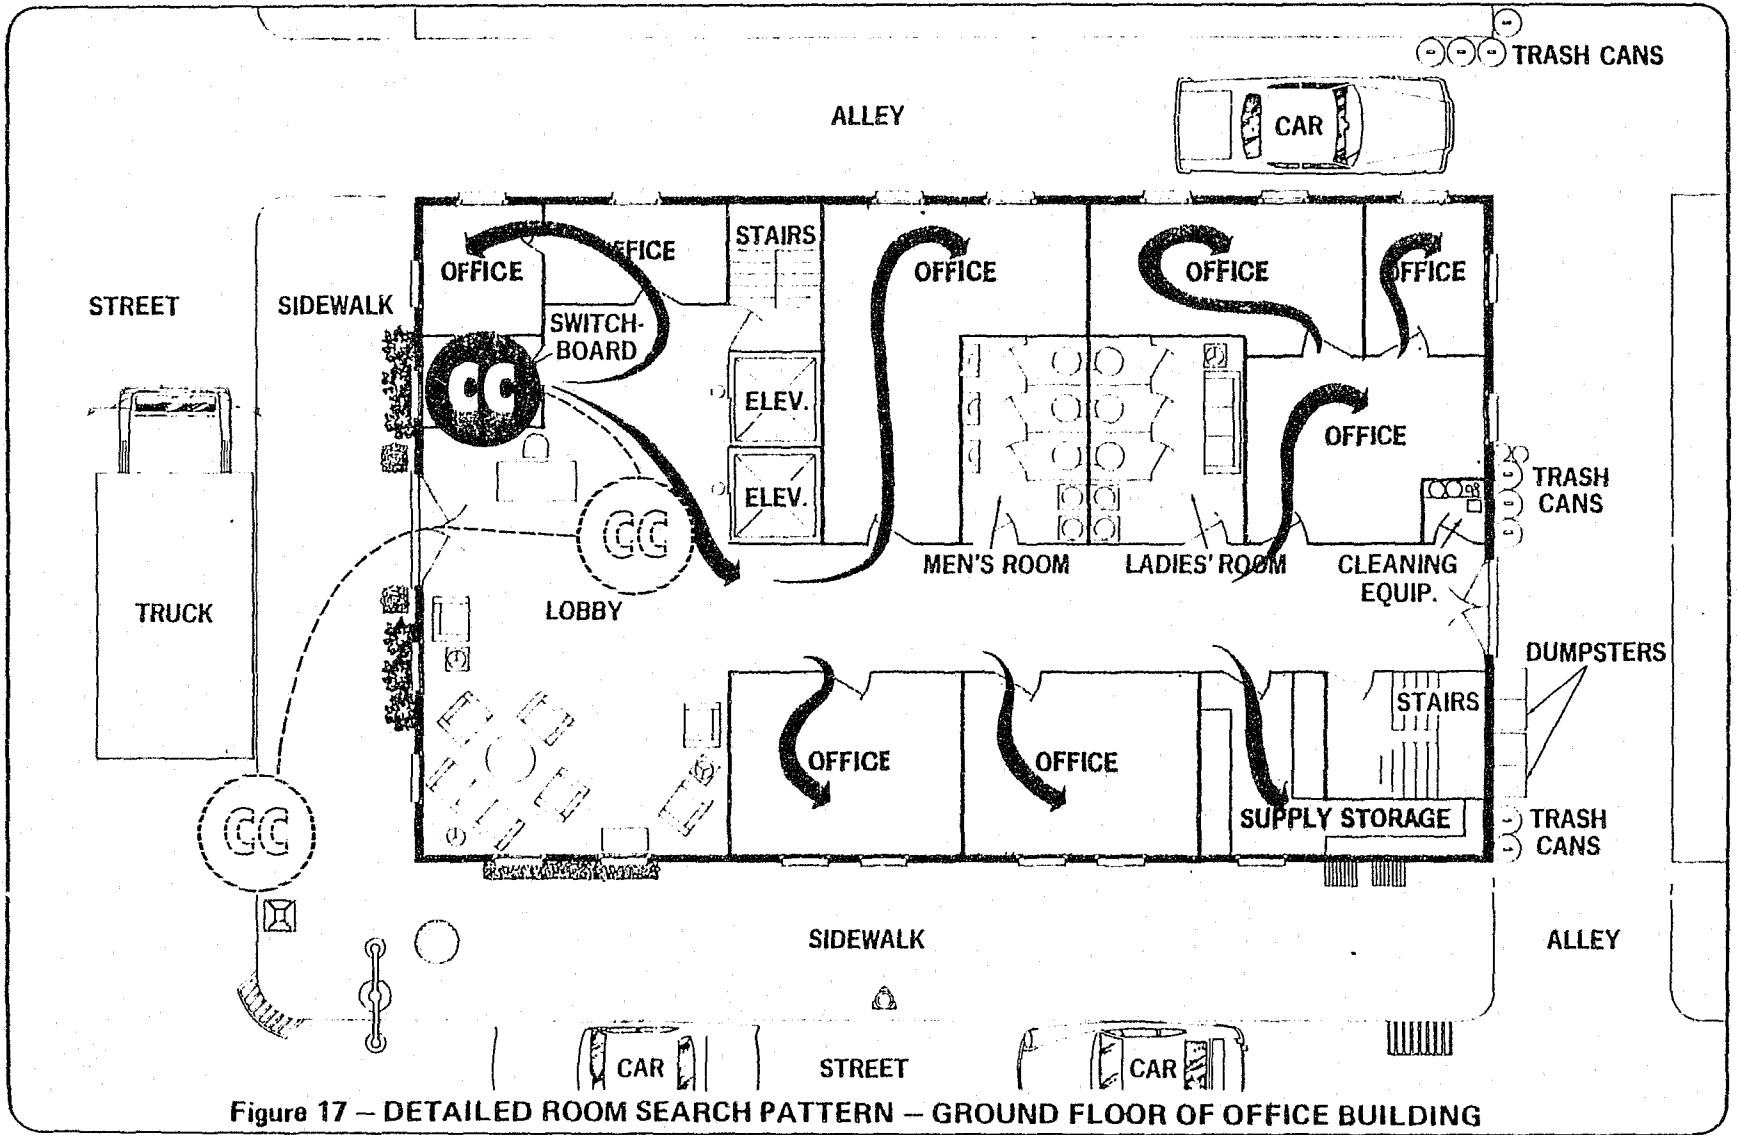 TRASH CANS
ALLEY
CAR
STAIRS
OFFICE
OFFICE
OFFICE
OFFICE
OFFICE
STREET
SIDEWALK
SWITCH-
BOARD
CC
ELEV.
OFFICE
ELEV.
TRASH
CANS
CC
MEN'S ROOM
LADIES' ROOM
CLEANING
EQUIP.
TRUCK
LOBBY
DUMPSTERS
STAIRS
OFFICE
OFFICE
SUPPLY STORAGE
TRASH
CANS
CC
SIDEWALK
ALLEY
CAR
STREET
CAR
Figure 17 — DETAILED ROOM SEARCH PATTERN — GROUND FLOOR OF OFFICE BUILDING